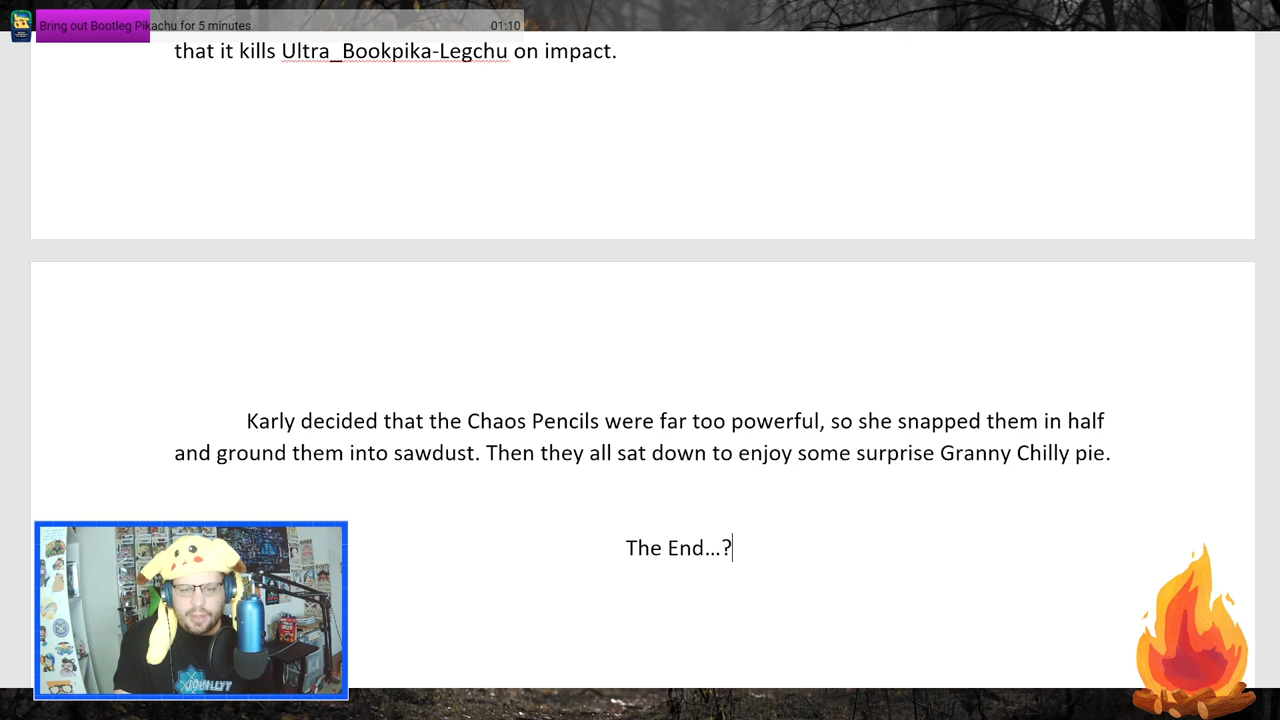 Bring out Bootleg Pikachu for 5 minutes 01:10
that it kills Ultra_Bookpika-Legchu on impact.
Karly decided that the Chaos Pencils were far too powerful, so she snapped them in half
and ground them into sawdust. Then they all sat down to enjoy some surprise Granny Chilly pie.
The End...?